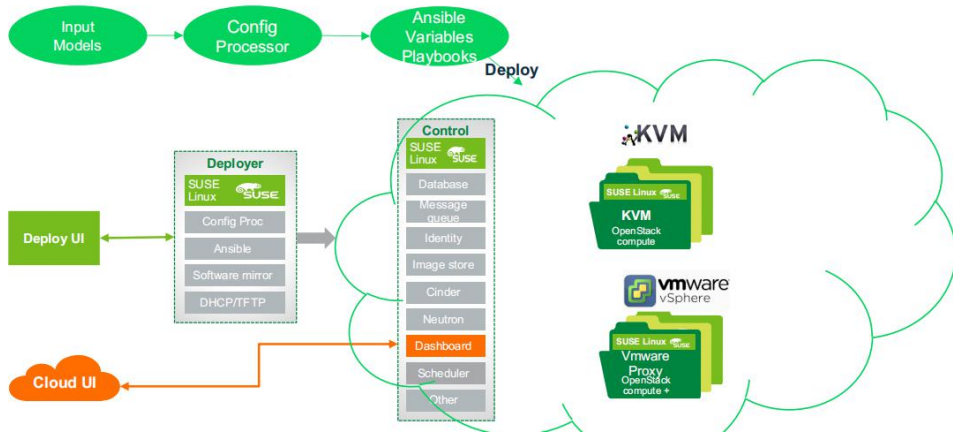 Input
Models
Config
Processor
Ansible
Variables
Playbooks
Deploy
Deploy UI
Cloud UI
Deployer
SUSE
Linux
SUSE
Config Proc
Ansible
Software mirror
DHCP/TFTP
Control
SUSE
Linux
SUSE
Database
Message
queue
Identity
Image store
Cinder
Neutron
Dashboard
Scheduler
Other
KVM
SUSE Linux
SUSE
KVM
OpenStack
compute
vmware
vSphere
SUSE Linux
SUSE
Vmware
Proxy
OpenStack
compute +